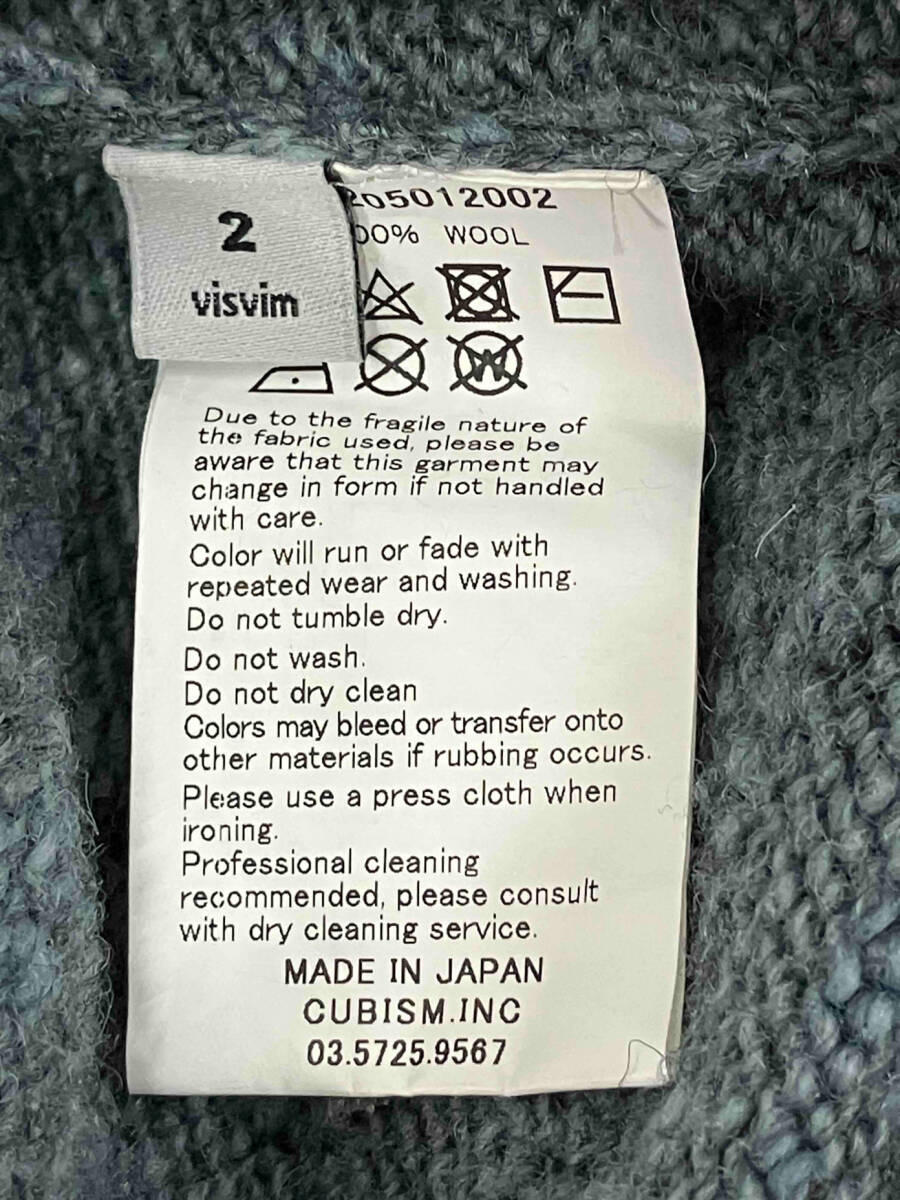 2
visvim
205012002
00% WOOL
W
Due to the fragile nature of
the fabric used, please be
aware that this garment may
change in form if not handled
with care.
Color will run or fade with
repeated wear and washing.
Do not tumble dry.
Do not wash.
Do not dry clean
Colors may bleed or transfer onto
other materials if rubbing occurs.
Please use a press cloth when
ironing.
Professional cleaning
recommended, please consult
with dry cleaning service.
MADE IN JAPAN
CUBISM.INC
03.5725.9567